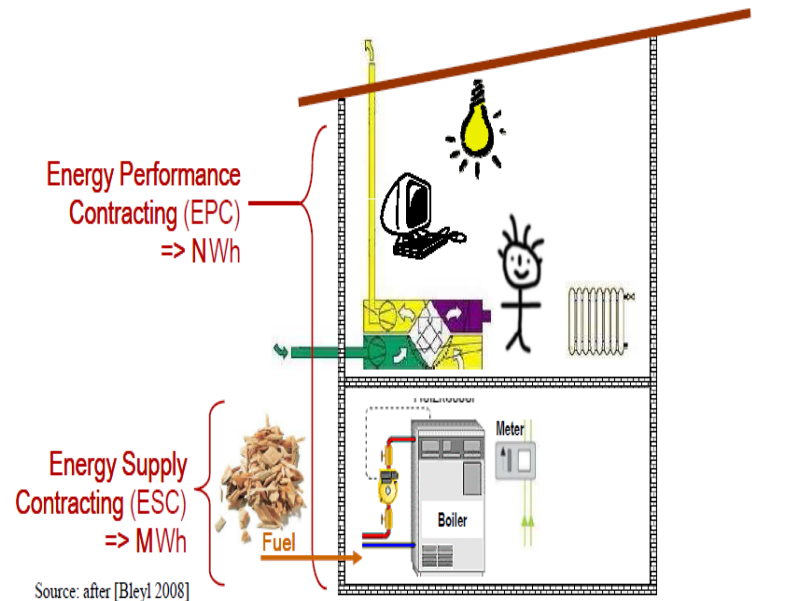 Energy Performance
Contracting (EPC)
=> NWh
Meter
Energy Supply
Contracting (ESC)
=> MWh
Boiler
Fuel
Source: after [Bleyl 2008]